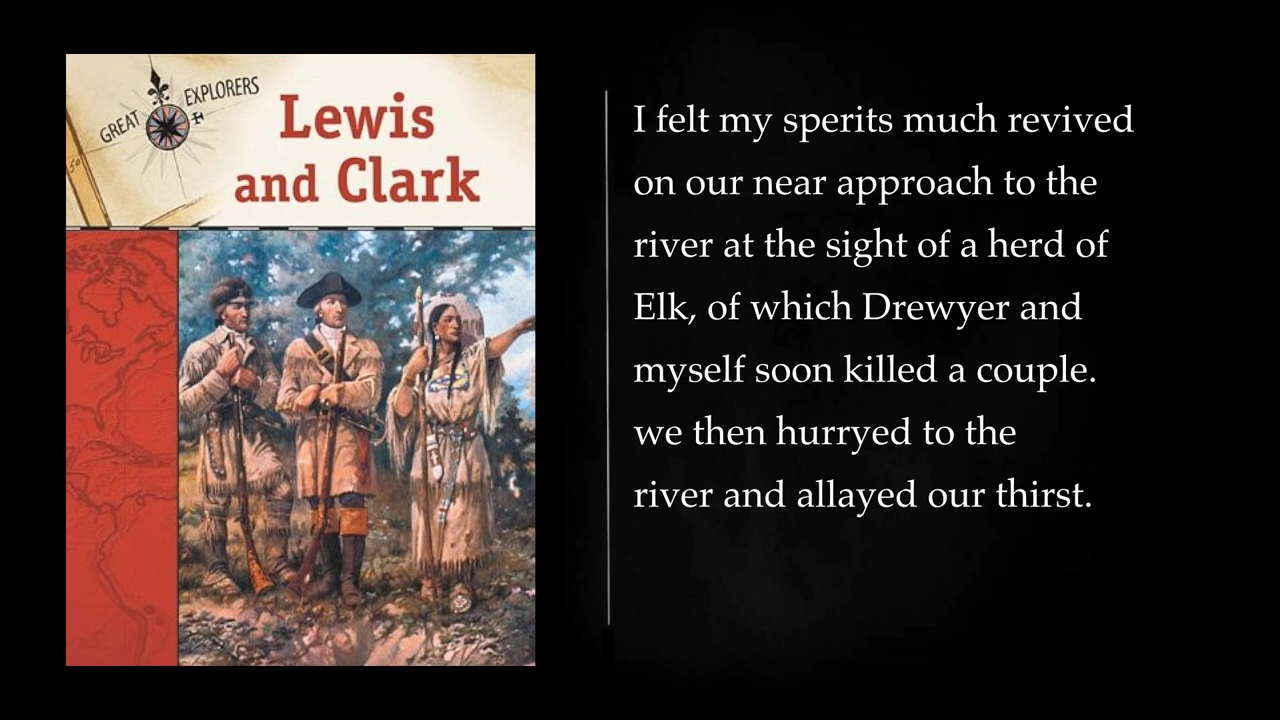 GREAT EXPLORERS
Lewis
and Clark
50
I felt my sperits much revived
on our near approach to the
river at the sight of a herd of
Elk, of which Drewyer and
myself soon killed a couple.
we then hurryed to the
river and allayed our thirst.